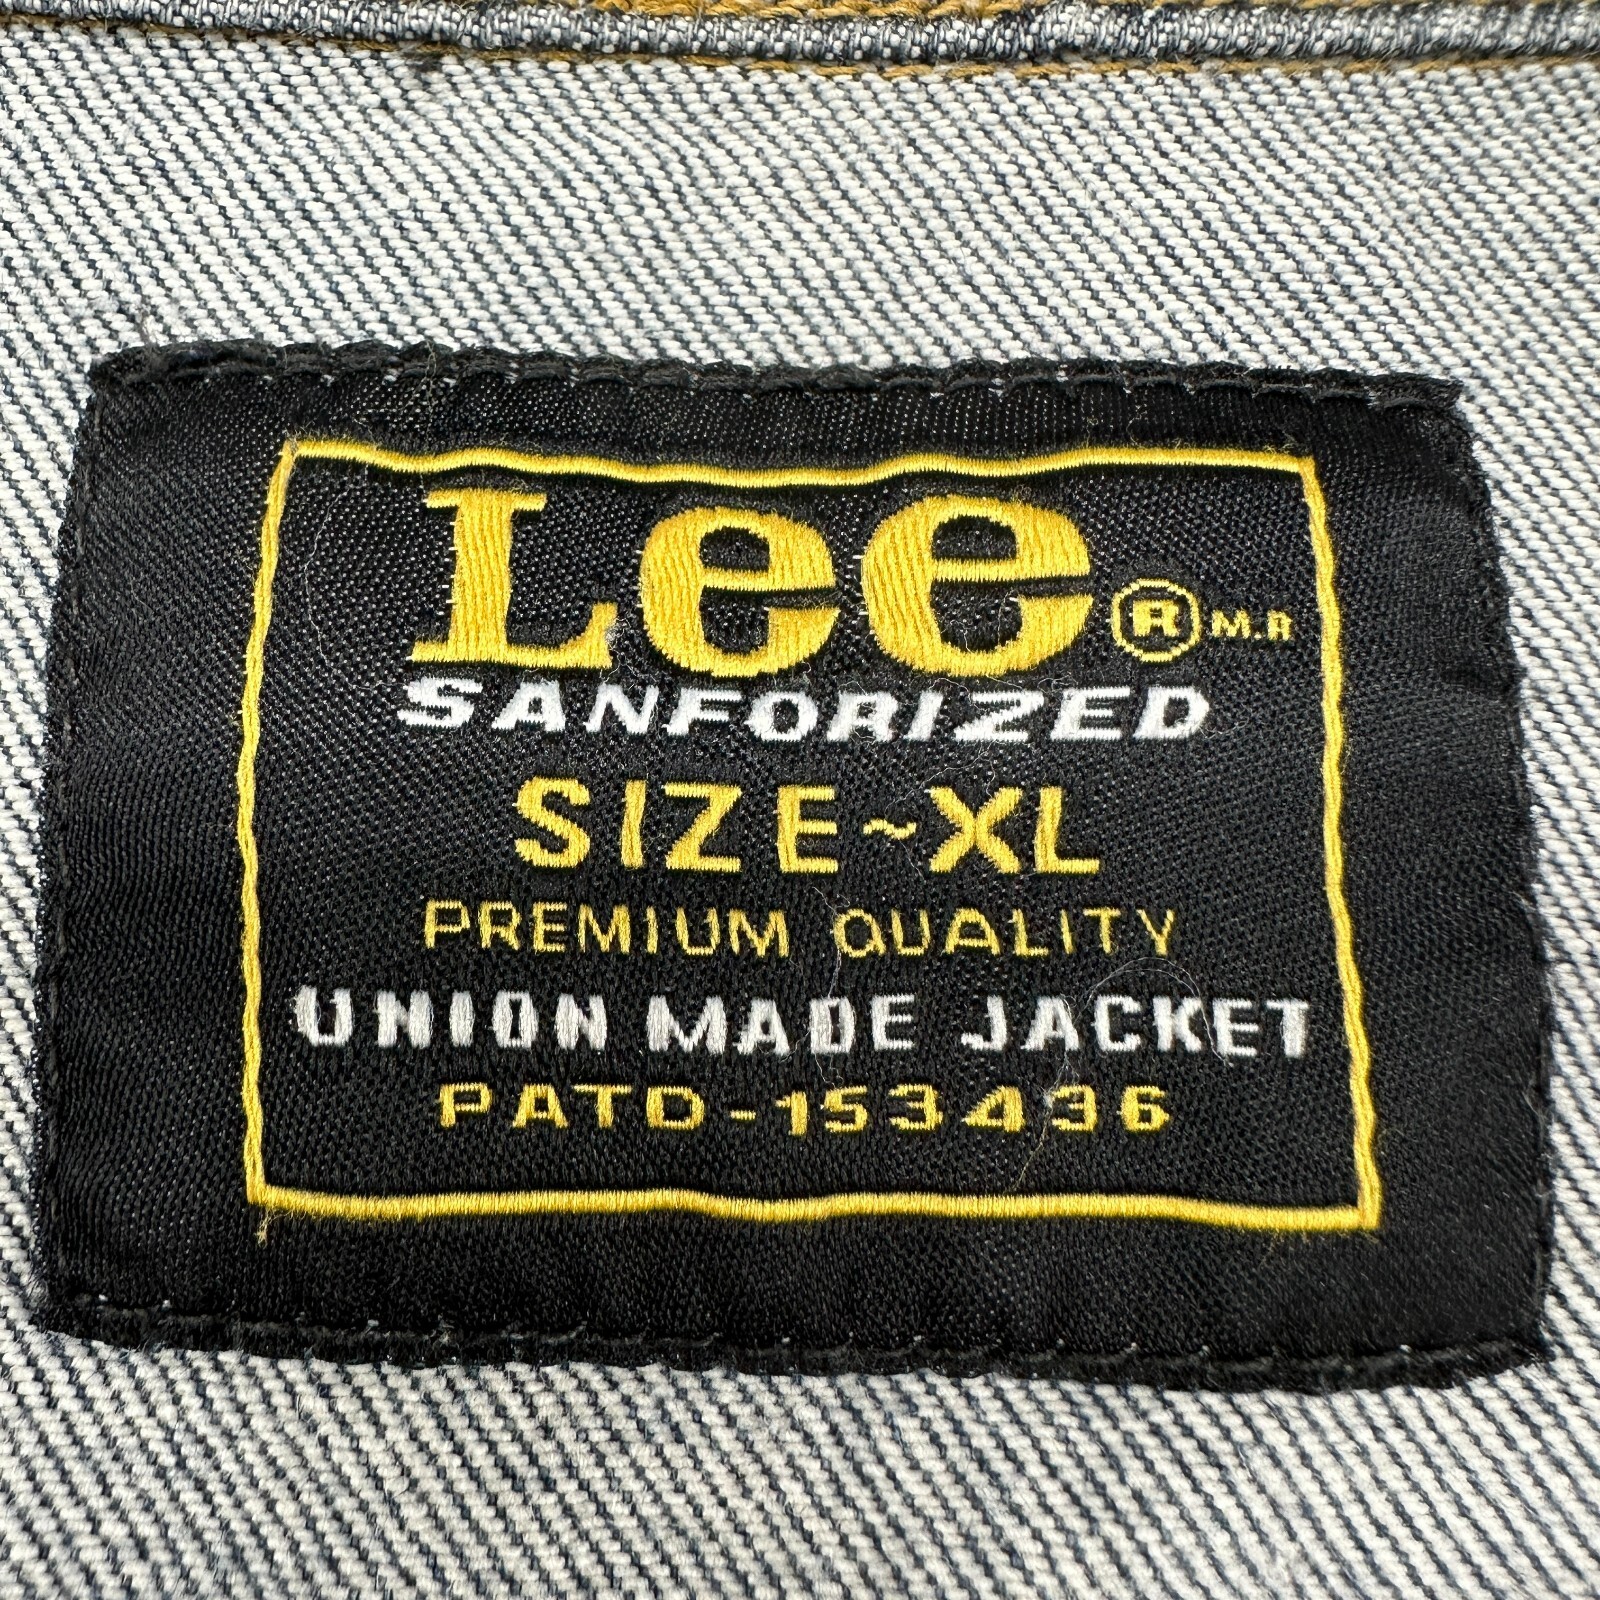 Lee ® M.R
SANFORIZED
SIZE~XL
PREMIUM QUALITY
UNION MADE JACKET
PATD-153436